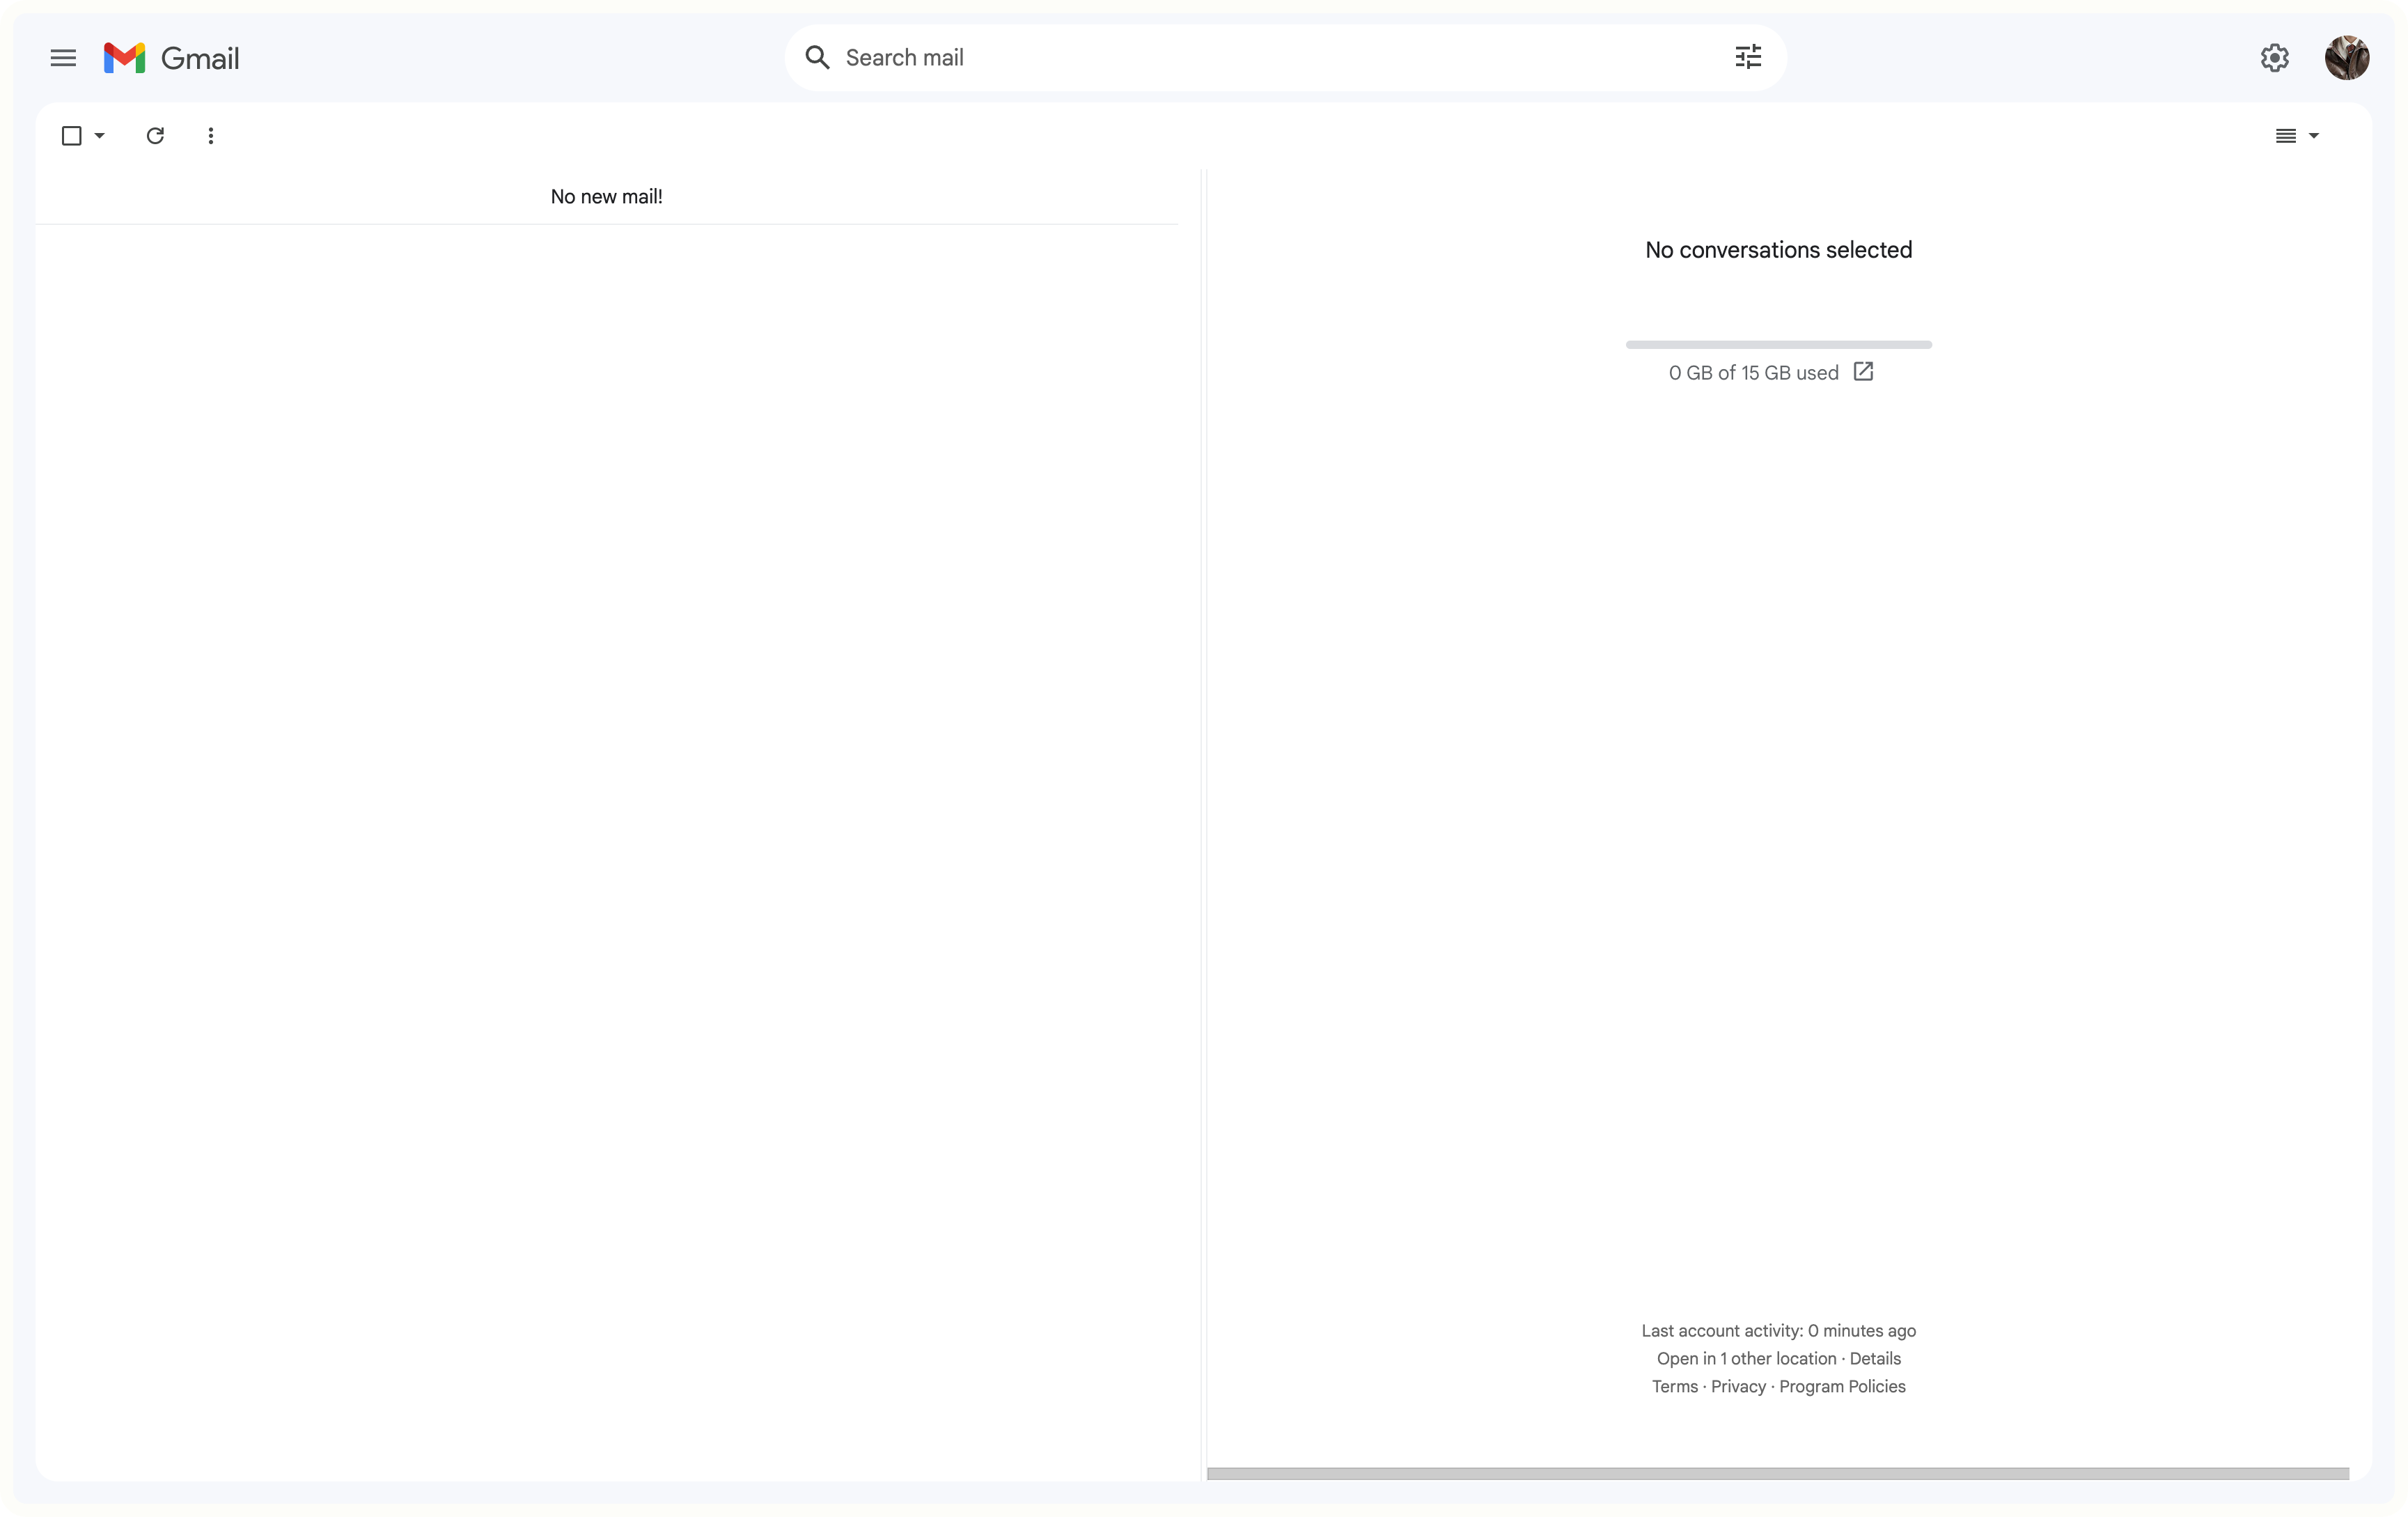 Gmail
Search mail
No new mail!
No conversations selected
0 GB of 15 GB used
Last account activity: 0 minutes ago
Open in 1 other location · Details
Terms · Privacy · Program Policies